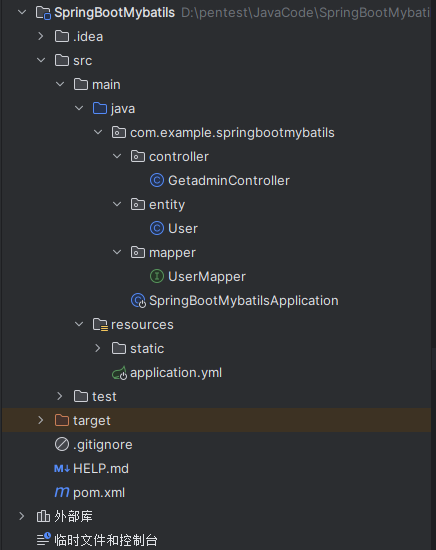 SpringBootMybatils D:\pentest\JavaCode\SpringBootMybati
.idea
src
main
java
com.example.springbootmybatils
controller
GetadminController
entity
User
mapper
UserMapper
SpringBootMybatilsApplication
resources
static
application.yml
test
target
.gitignore
HELP.md
pom.xml
外部库
临时文件和控制台